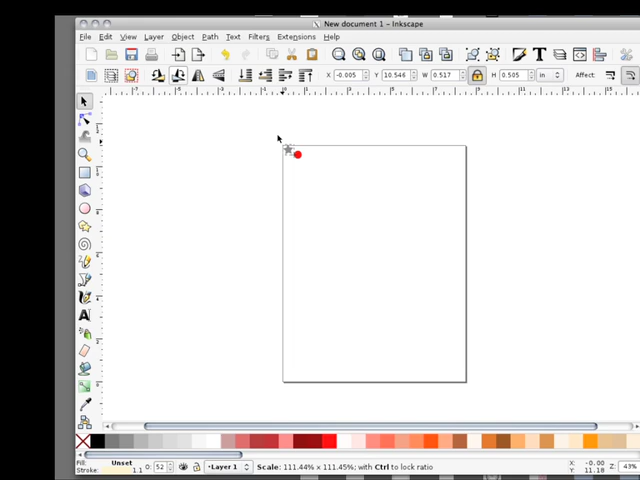 New document 1 - Inkscape
File Edit View Layer Object Path Text Filters Extensions Help
X -0.005 Y 10.546 W 0.517 H 0.505 in Affect:
Fill: Unset
Stroke: 1.1 O: 52 Layer 1 Scale: 111.44% x 111.45%; with Ctrl to lock ratio X: -0.00 Y: 11.18 Z: 43%